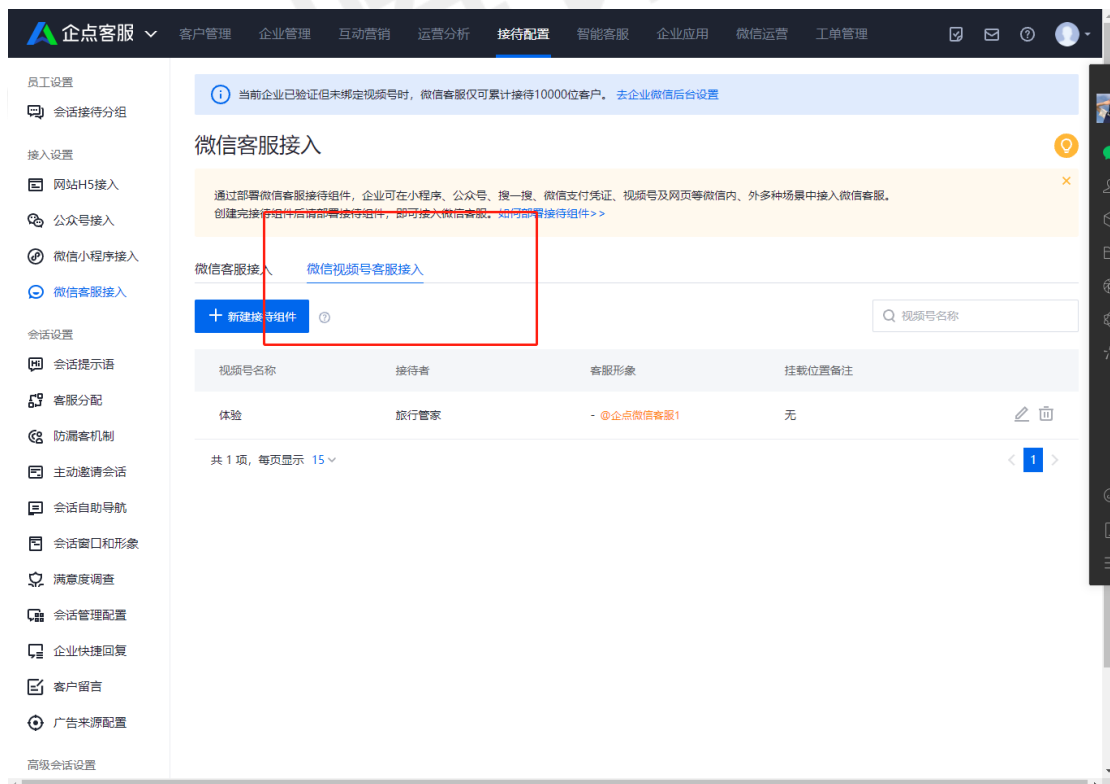 企点客服 客户管理 企业管理 互动营销 运营分析 接待配置 智能客服 企业应用 微信运营 工单管理
员工设置
会话接待分组
接入设置
网站H5接入
公众号接入
微信小程序接入
微信客服接入
会话设置
会话提示语
客服分配
防漏客机制
主动邀请会话
会话自助导航
会话窗口和形象
满意度调查
会话管理配置
企业快捷回复
客户留言
广告来源配置
高级会话设置
当前企业已验证但未绑定视频号时，微信客服仅可累计接待10000位客户。 去企业微信后台设置
微信客服接入
通过部署微信客服接待组件，企业可在小程序、公众号、搜一搜、微信支付凭证、视频号及网页等微信内、外多种场景中接入微信客服。
创建完接待组件后请部署接待组件，即可接入微信客服。如何部署接待组件>>
微信客服接入 微信视频号客服接入
新建接待组件 视频号名称
视频号名称 接待者 客服形象 挂载位置备注
体验 旅行管家 - @企点微信客服1 无
共 1 项，每页显示 15 1